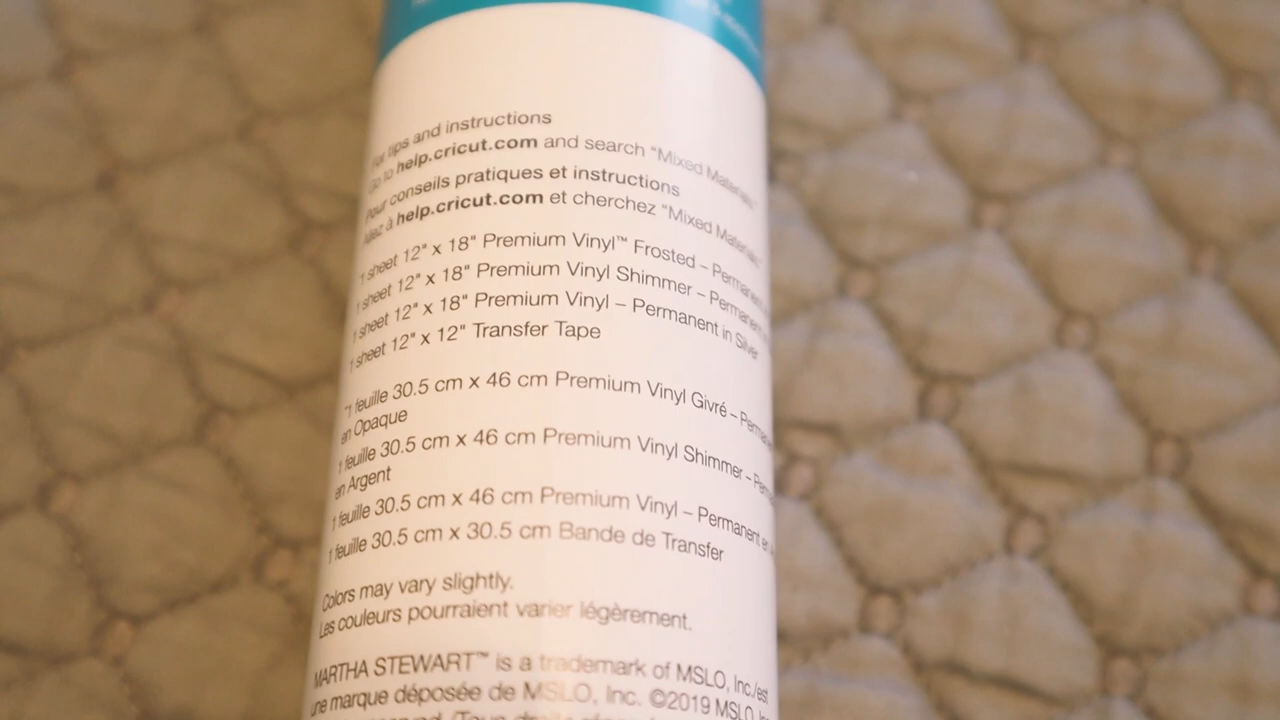 For tips and instructions
Go to help.cricut.com and search “Mixed Materials.”
Pour conseils pratiques et instructions
Allez à help.cricut.com et cherchez “Mixed Materials.”
1 sheet 12" x 18" Premium Vinyl™ Frosted – Permanent
1 sheet 12" x 18" Premium Vinyl Shimmer – Permanent
1 sheet 12" x 18" Premium Vinyl – Permanent in Silver
1 sheet 12" x 12" Transfer Tape
1 feuille 30.5 cm x 46 cm Premium Vinyl Givré –
en Opaque
1 feuille 30.5 cm x 46 cm Premium Vinyl Shimmer –
en Argent
1 feuille 30.5 cm x 46 cm Premium Vinyl – Permanent
1 feuille 30.5 cm x 30.5 cm Bande de Transfer
Colors may vary slightly.
Les couleurs pourraient varier légèrement.
MARTHA STEWART™ is a trademark of MSLO, Inc./est
une marque déposée de MSLO, Inc. ©2019 MSLO